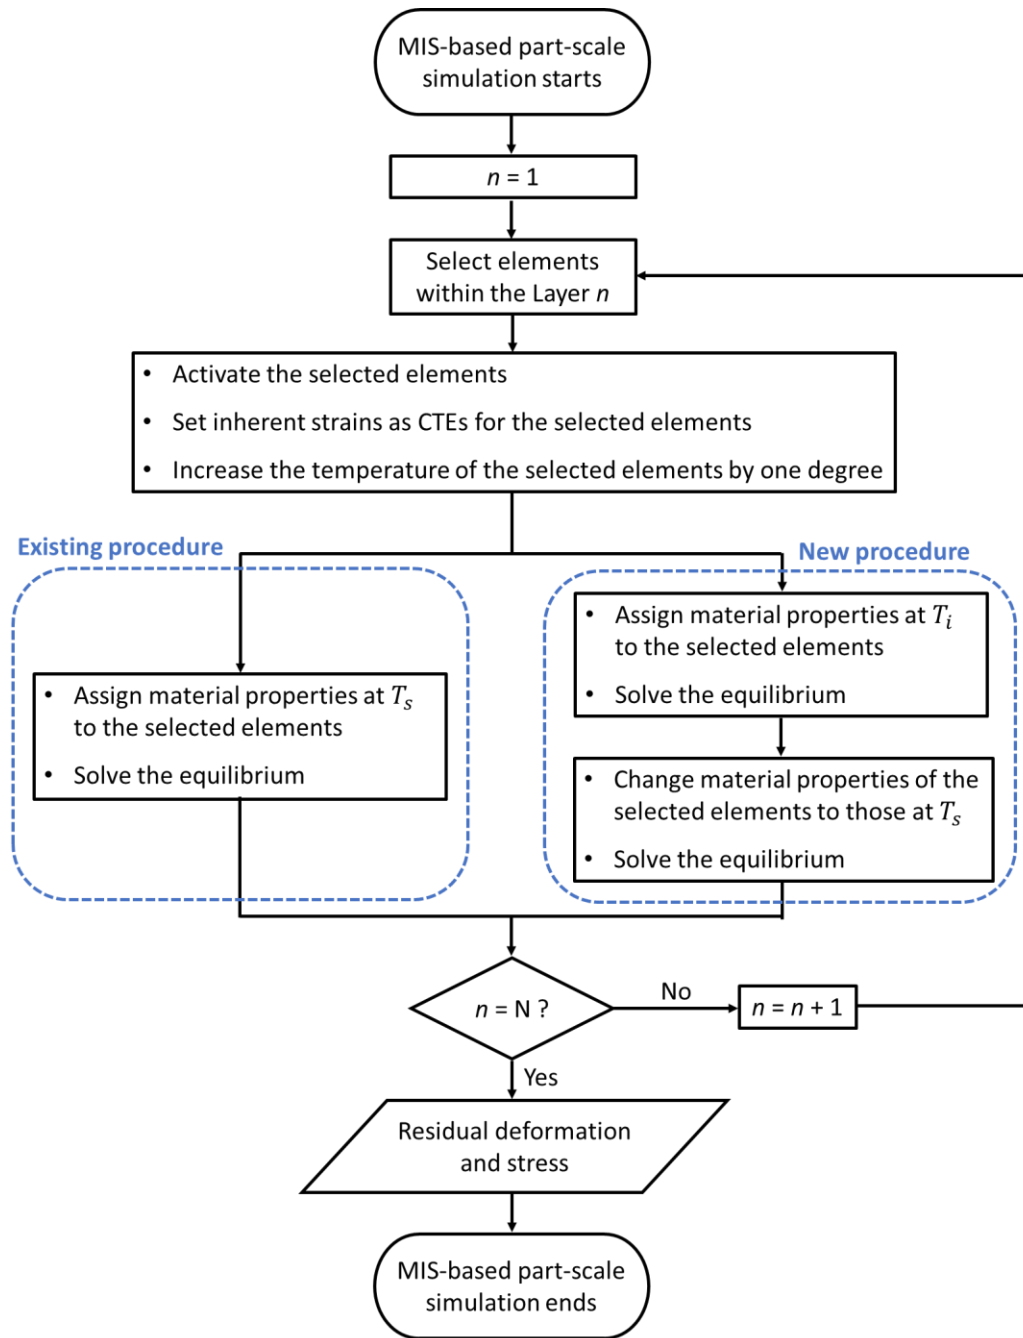 MIS-based part-scale
simulation starts
n = 1
Select elements
within the Layer n
• Activate the selected elements
• Set inherent strains as CTEs for the selected elements
• Increase the temperature of the selected elements by one degree
Existing procedure
• Assign material properties at T_s
to the selected elements
• Solve the equilibrium
New procedure
• Assign material properties at T_i
to the selected elements
• Solve the equilibrium
• Change material properties of the
selected elements to those at T_s
• Solve the equilibrium
n = N ?
No
n = n + 1
Yes
Residual deformation
and stress
MIS-based part-scale
simulation ends